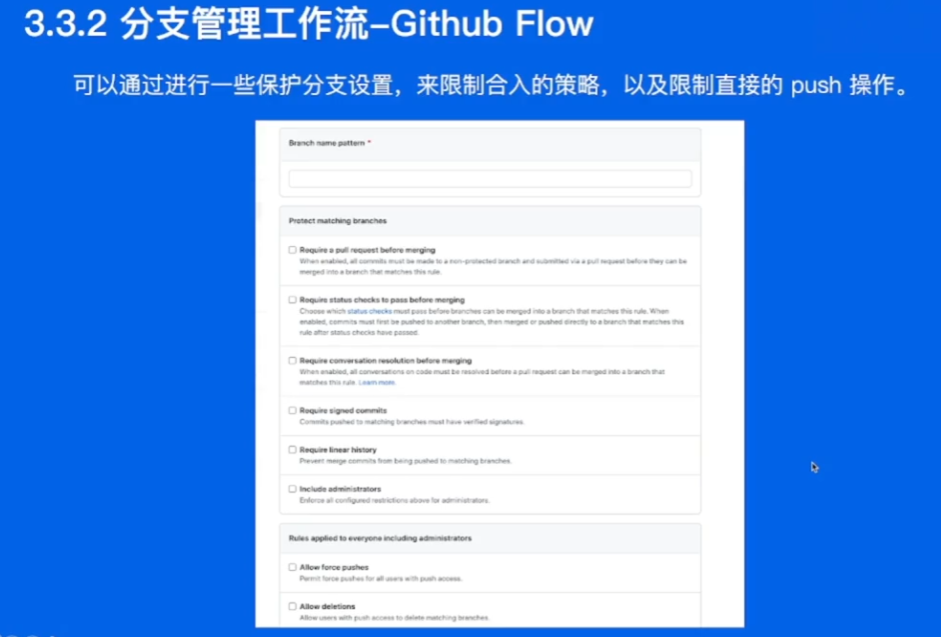 3.3.2 分支管理工作流–Github Flow
可以通过进行一些保护分支设置，来限制合入的策略，以及限制直接的 push 操作。
Branch name pattern *
Protect matching branches
Require a pull request before merging
When enabled, all commits must be made to a non-protected branch and submitted via a pull request before they can be
merged into a branch that matches this rule.
Require status checks to pass before merging
Choose which status checks must pass before branches can be merged into a branch that matches this rule. When
enabled, commits must first be pushed to another branch, then merged or pushed directly to a branch that matches this
rule after status checks have passed.
Require conversation resolution before merging
When enabled, all conversations on code must be resolved before a pull request can be merged into a branch that
matches this rule. Learn more.
Require signed commits
Commits pushed to matching branches must have verified signatures.
Require linear history
Prevent merge commits from being pushed to matching branches.
Include administrators
Enforce all configured restrictions above for administrators.
Rules applied to everyone including administrators
Allow force pushes
Permit force pushes for all users with push access.
Allow deletions
Allow users with push access to delete matching branches.